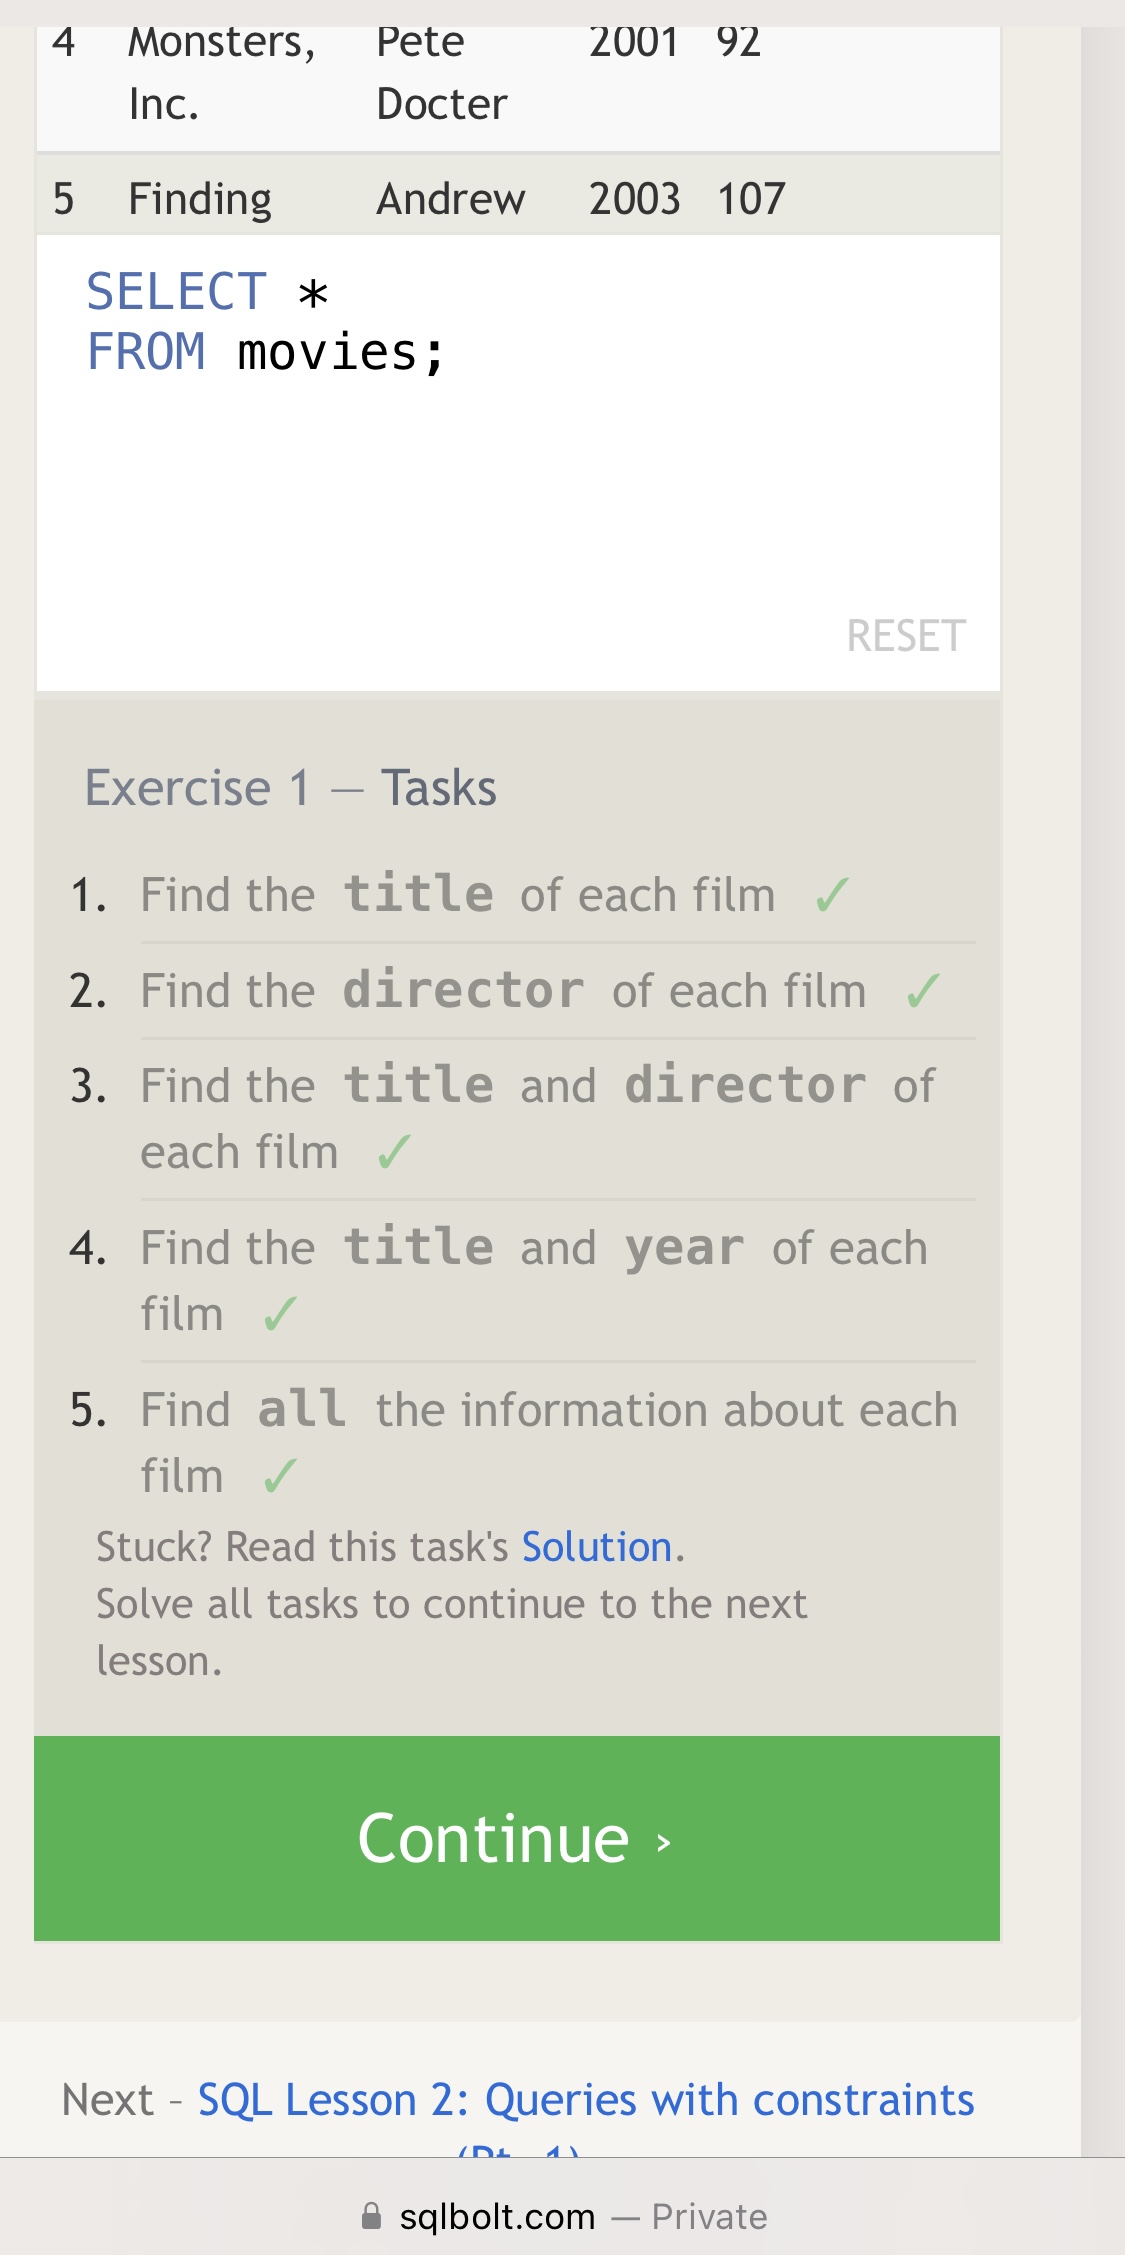 4 Monsters, Pete 2001 92
Inc. Docter
5 Finding Andrew 2003 107
SELECT *
FROM movies;
RESET
Exercise 1 — Tasks
1. Find the title of each film ✓
2. Find the director of each film ✓
3. Find the title and director of
each film ✓
4. Find the title and year of each
film ✓
5. Find all the information about each
film ✓
Stuck? Read this task's Solution.
Solve all tasks to continue to the next
lesson.
Continue ›
Next – SQL Lesson 2: Queries with constraints
(Pt. 1)
sqlbolt.com — Private